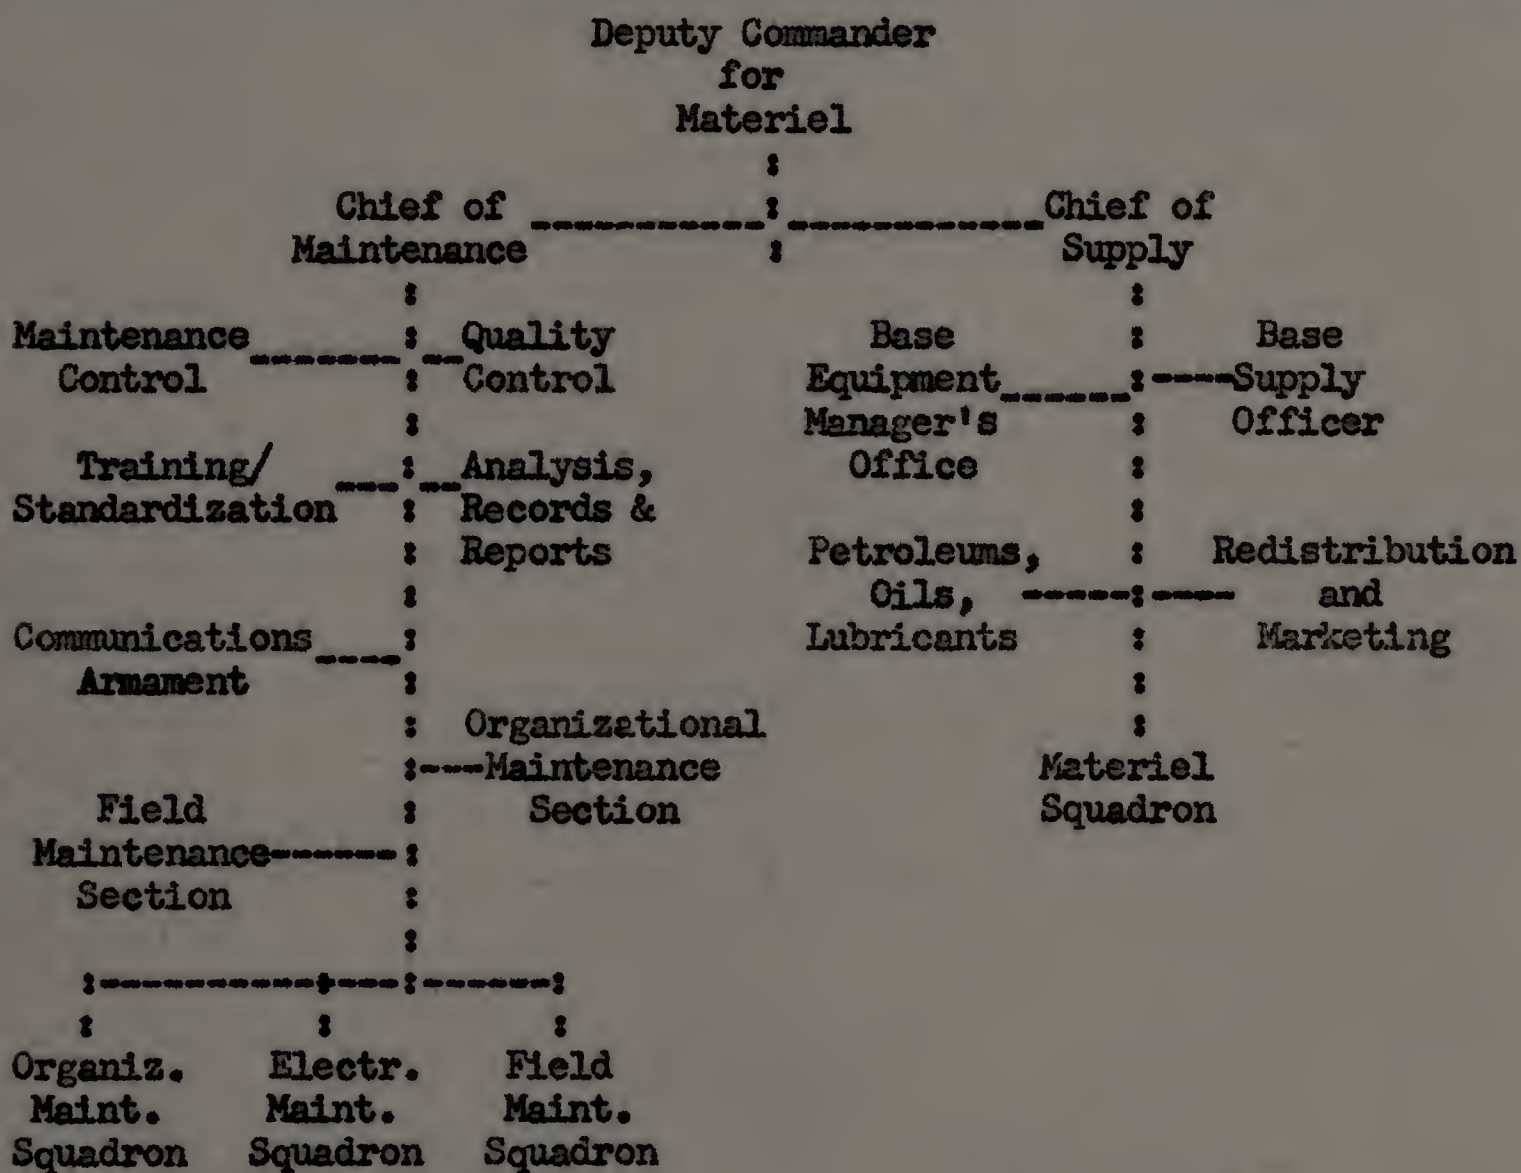 Deputy Commander
for
Materiel
Chief of
Maintenance
Chief of
Supply
Maintenance
Control
Quality
Control
Training/
Standardization
Analysis,
Records &
Reports
Communications
Armament
Organizational
Maintenance
Section
Field
Maintenance
Section
Organiz.
Maint.
Squadron
Electr.
Maint.
Squadron
Field
Maint.
Squadron
Base
Equipment
Manager's
Office
Base
Supply
Officer
Petroleums,
Oils,
Lubricants
Redistribution
and
Marketing
Materiel
Squadron